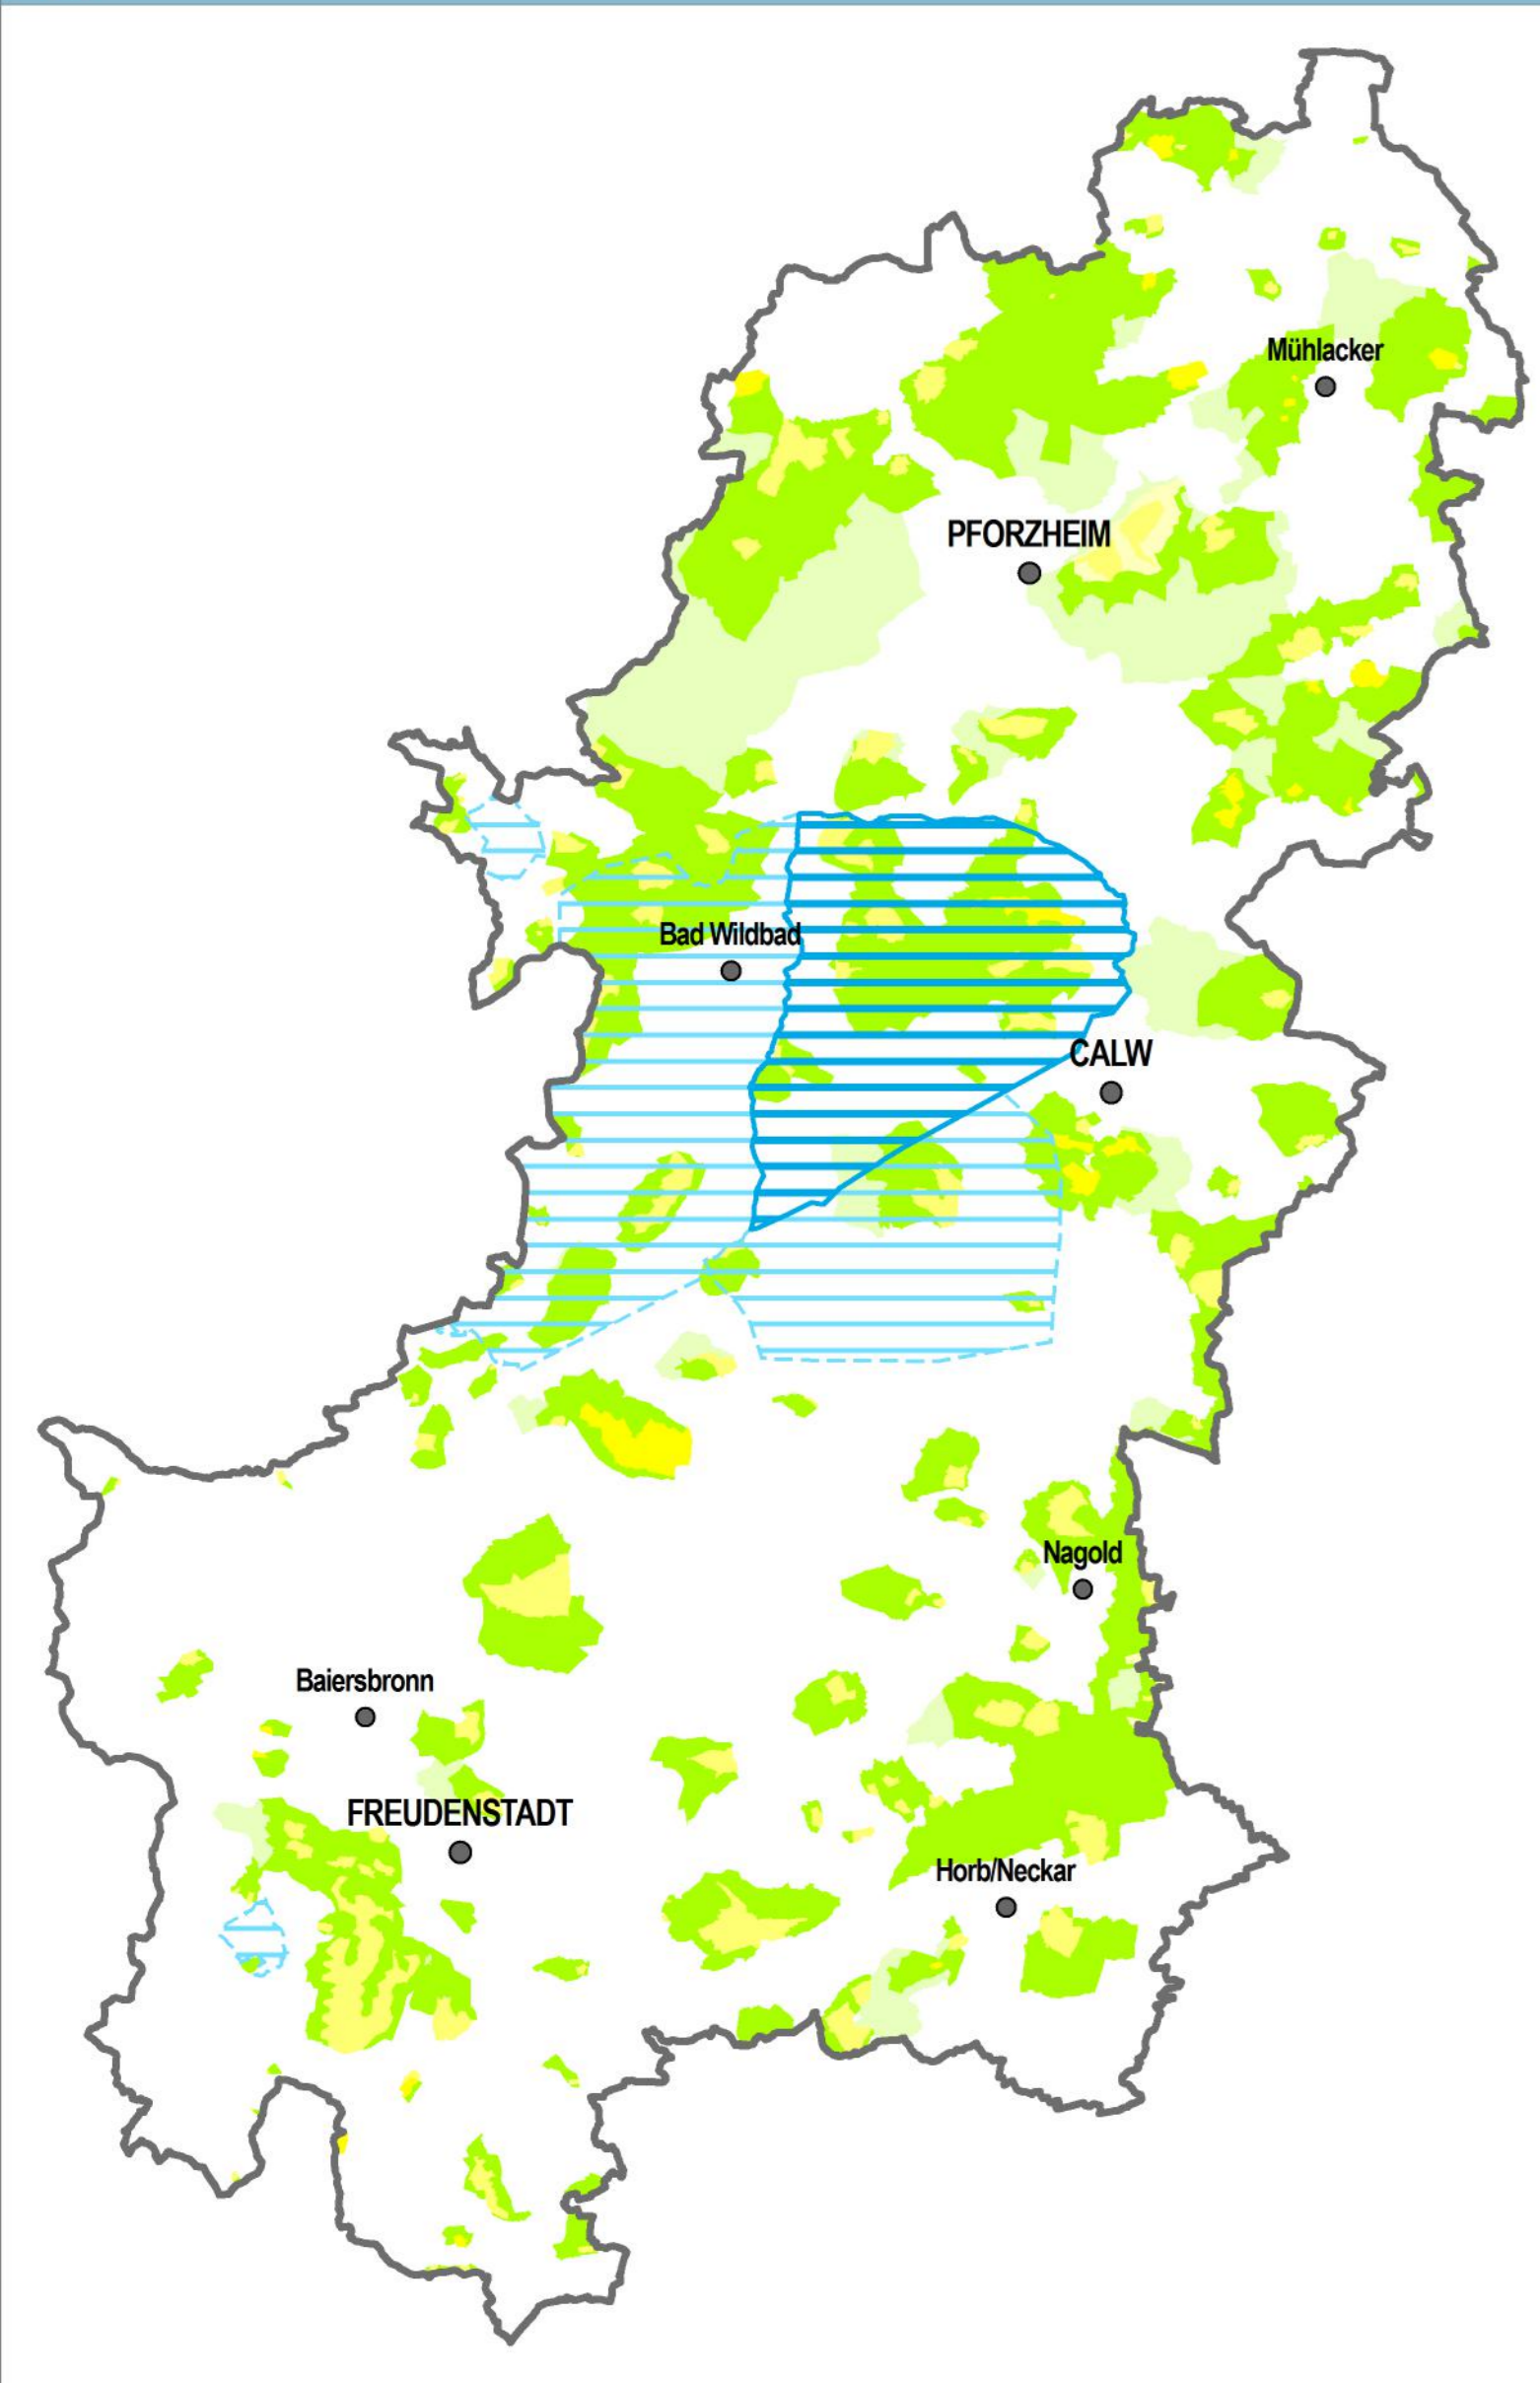 Mühlacker
PFORZHEIM
Bad Wildbad
CALW
Nagold
Baiersbronn
FREUDENSTADT
Horb/Neckar